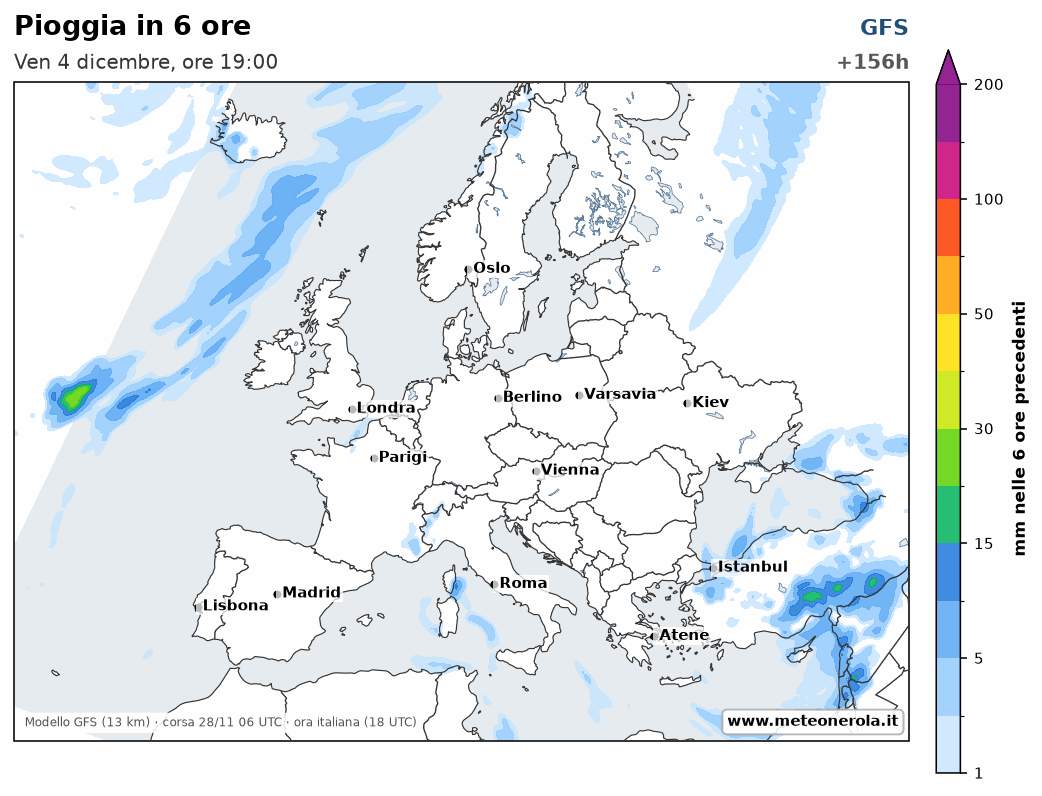 Pioggia in 6 ore
GFS
Ven 4 dicembre, ore 19:00
+156h
200
100
50
30
15
5
1
mm nelle 6 ore precedenti
Oslo
Londra
Berlino
Varsavia
Kiev
Parigi
Vienna
Istanbul
Roma
Madrid
Lisbona
Atene
Modello GFS (13 km) · corsa 28/11 06 UTC · ora italiana (18 UTC)
www.meteonerola.it